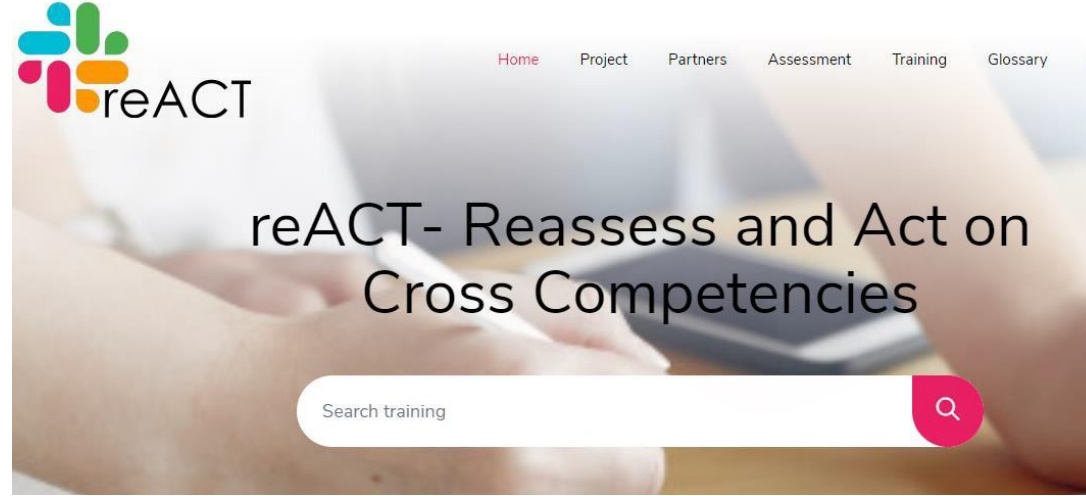 reACT
Home Project Partners Assessment Training Glossary
reACT- Reassess and Act on
Cross Competencies
Search training